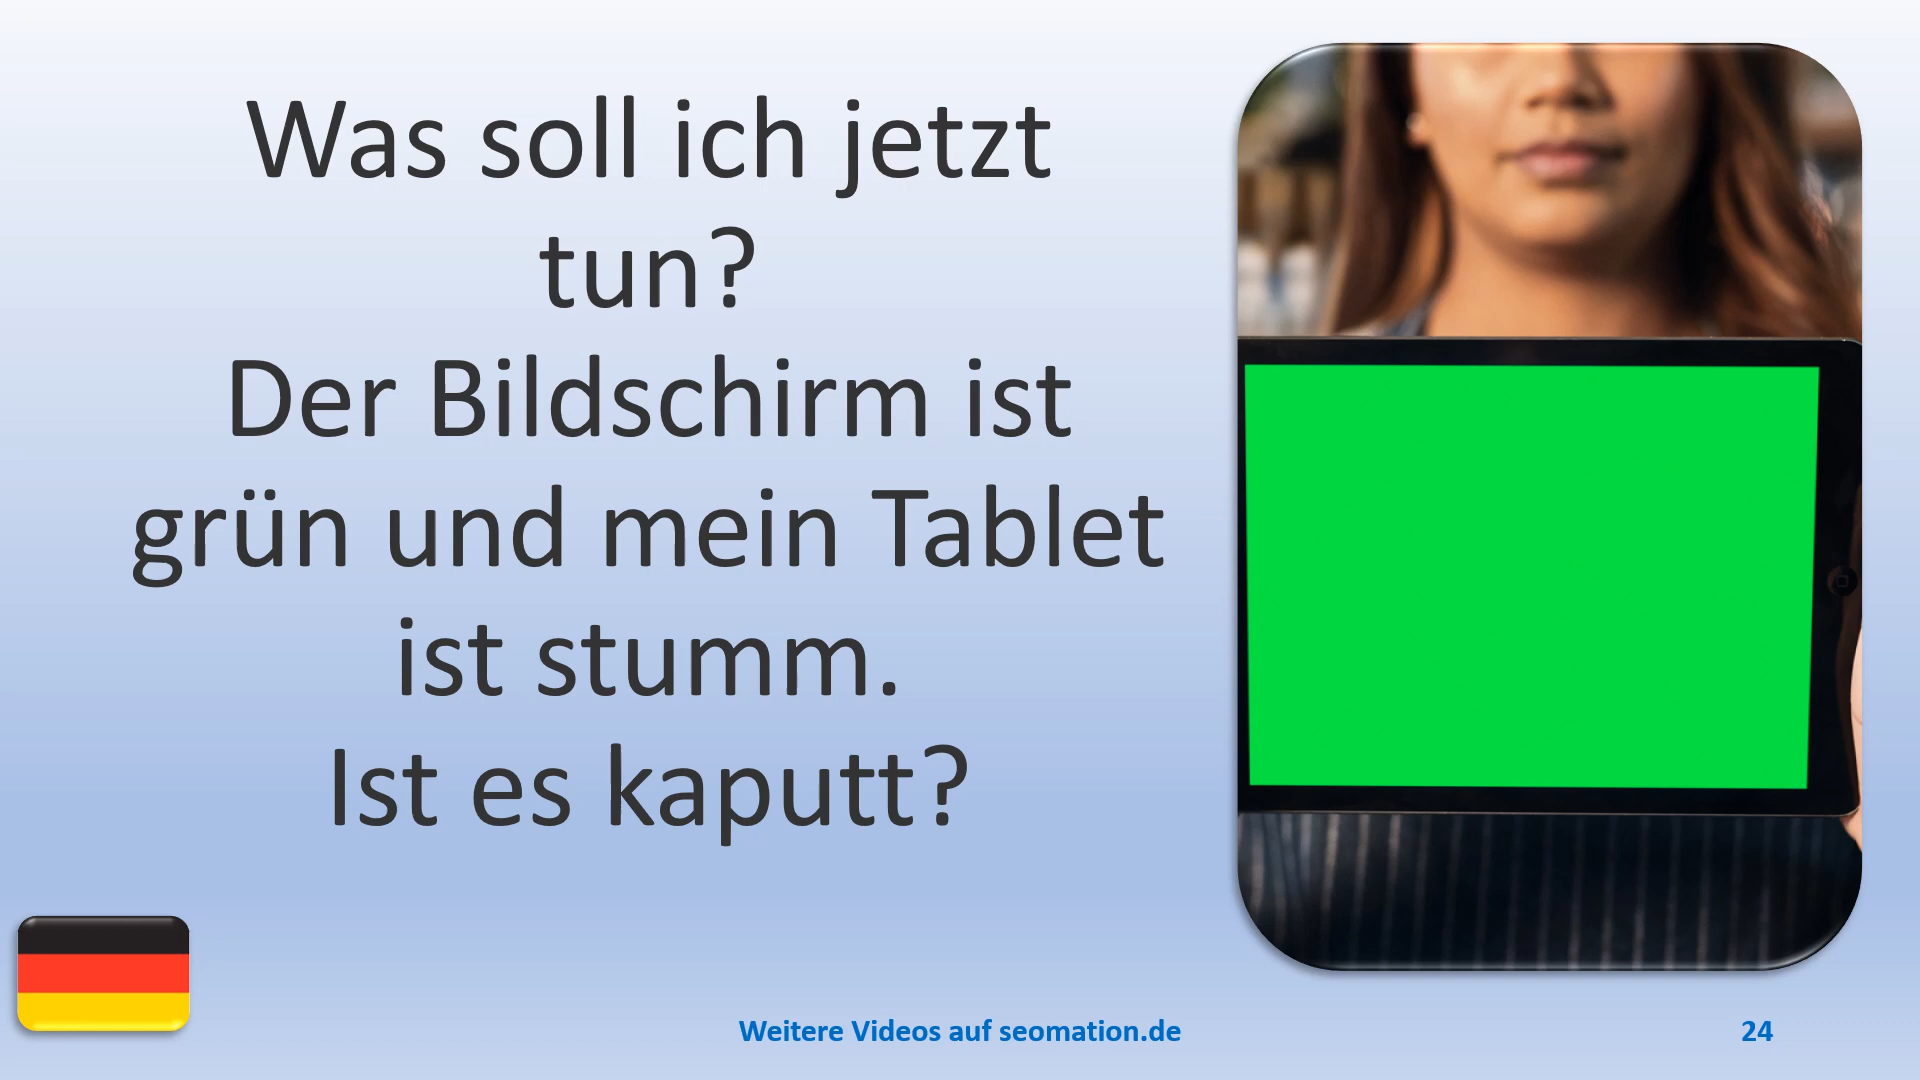 Was soll ich jetzt
tun?
Der Bildschirm ist
grün und mein Tablet
ist stumm.
Ist es kaputt?
Weitere Videos auf seomation.de
24